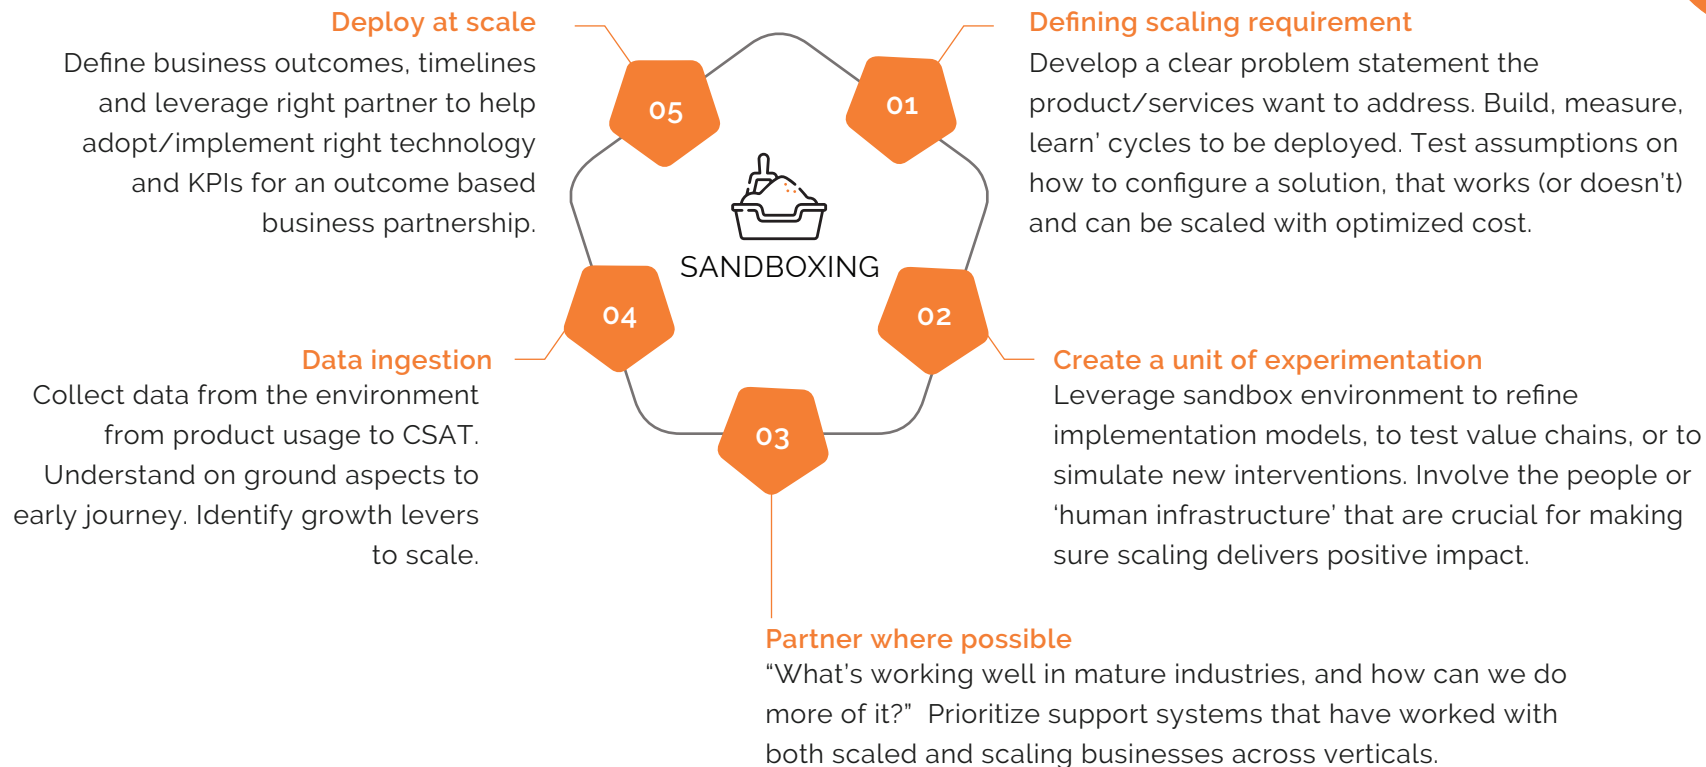 Defining scaling requirement
01
Develop a clear problem statement the
product/services want to address. Build, measure,
learn’ cycles to be deployed. Test assumptions on
how to configure a solution, that works (or doesn’t)
and can be scaled with optimized cost.
02
Create a unit of experimentation
Leverage sandbox environment to refine
implementation models, to test value chains, or to
simulate new interventions. Involve the people or
‘human infrastructure’ that are crucial for making
sure scaling delivers positive impact.
03
Partner where possible
“What’s working well in mature industries, and how can we do
more of it?” Prioritize support systems that have worked with
both scaled and scaling businesses across verticals.
04
Data ingestion
Collect data from the environment
from product usage to CSAT.
Understand on ground aspects to
early journey. Identify growth levers
to scale.
05
Deploy at scale
Define business outcomes, timelines
and leverage right partner to help
adopt/implement right technology
and KPIs for an outcome based
business partnership.
SANDBOXING